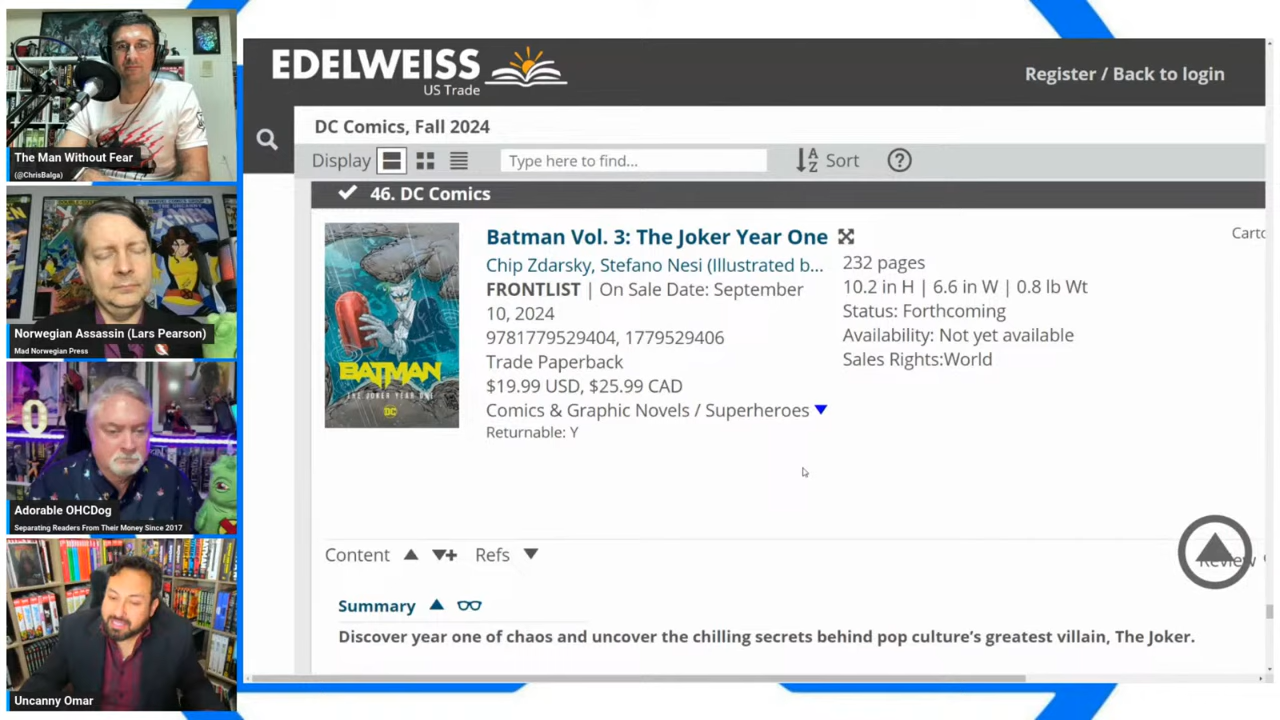 The Man Without Fear
(@ChrisBalga)
Norwegian Assassin (Lars Pearson)
Mad Norwegian Press
Adorable OHCDog
Separating Readers From Their Money Since 2017
Uncanny Omar
EDELWEISS
US Trade
Register / Back to login
DC Comics, Fall 2024
Display
Type here to find...
Sort
?
46. DC Comics
BATMAN
THE JOKER YEAR ONE
DC
Batman Vol. 3: The Joker Year One
Chip Zdarsky, Stefano Nesi (Illustrated b...
FRONTLIST | On Sale Date: September
10, 2024
9781779529404, 1779529406
Trade Paperback
$19.99 USD, $25.99 CAD
Comics & Graphic Novels / Superheroes
Returnable: Y
232 pages
10.2 in H | 6.6 in W | 0.8 lb Wt
Status: Forthcoming
Availability: Not yet available
Sales Rights:World
Carto
Content
Refs
Review
Summary
Discover year one of chaos and uncover the chilling secrets behind pop culture's greatest villain, The Joker.